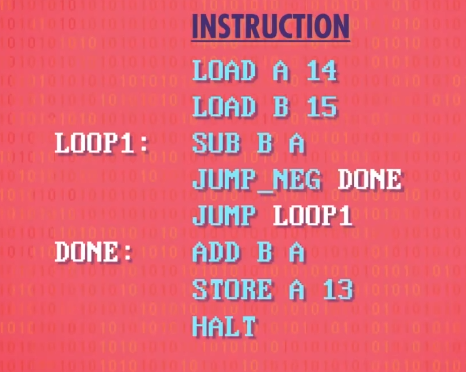 INSTRUCTION
LOAD A 14
LOAD B 15
LOOP1: SUB B A
JUMP_NEG DONE
JUMP LOOP1
DONE: ADD B A
STORE A 13
HALT